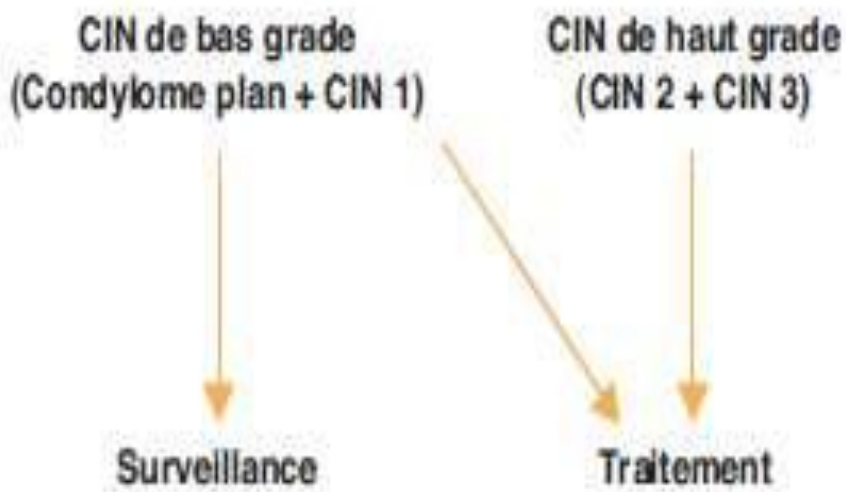 CIN de bas grade
(Condylome plan + CIN 1)
CIN de haut grade
(CIN 2 + CIN 3)
Surveillance
Traitement